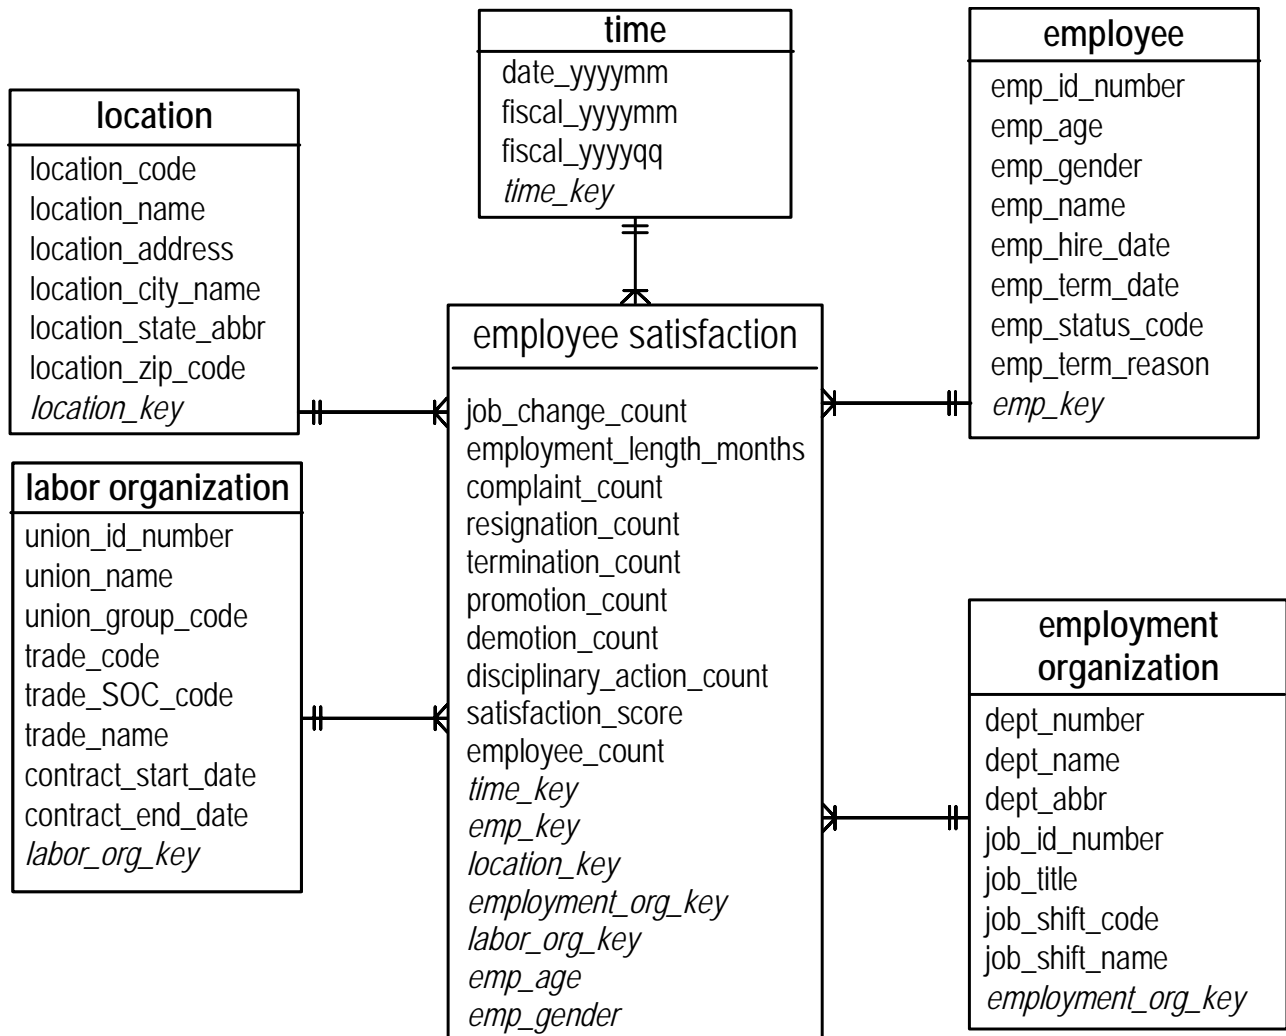 time
date_yyyymm
fiscal_yyyymm
fiscal_yyyyqq
time_key
employee
emp_id_number
emp_age
emp_gender
emp_name
emp_hire_date
emp_term_date
emp_status_code
emp_term_reason
emp_key
location
location_code
location_name
location_address
location_city_name
location_state_abbr
location_zip_code
location_key
employee satisfaction
job_change_count
employment_length_months
complaint_count
resignation_count
termination_count
promotion_count
demotion_count
disciplinary_action_count
satisfaction_score
employee_count
time_key
emp_key
location_key
employment_org_key
labor_org_key
emp_age
emp_gender
labor organization
union_id_number
union_name
union_group_code
trade_code
trade_SOC_code
trade_name
contract_start_date
contract_end_date
labor_org_key
employment
organization
dept_number
dept_name
dept_abbr
job_id_number
job_title
job_shift_code
job_shift_name
employment_org_key